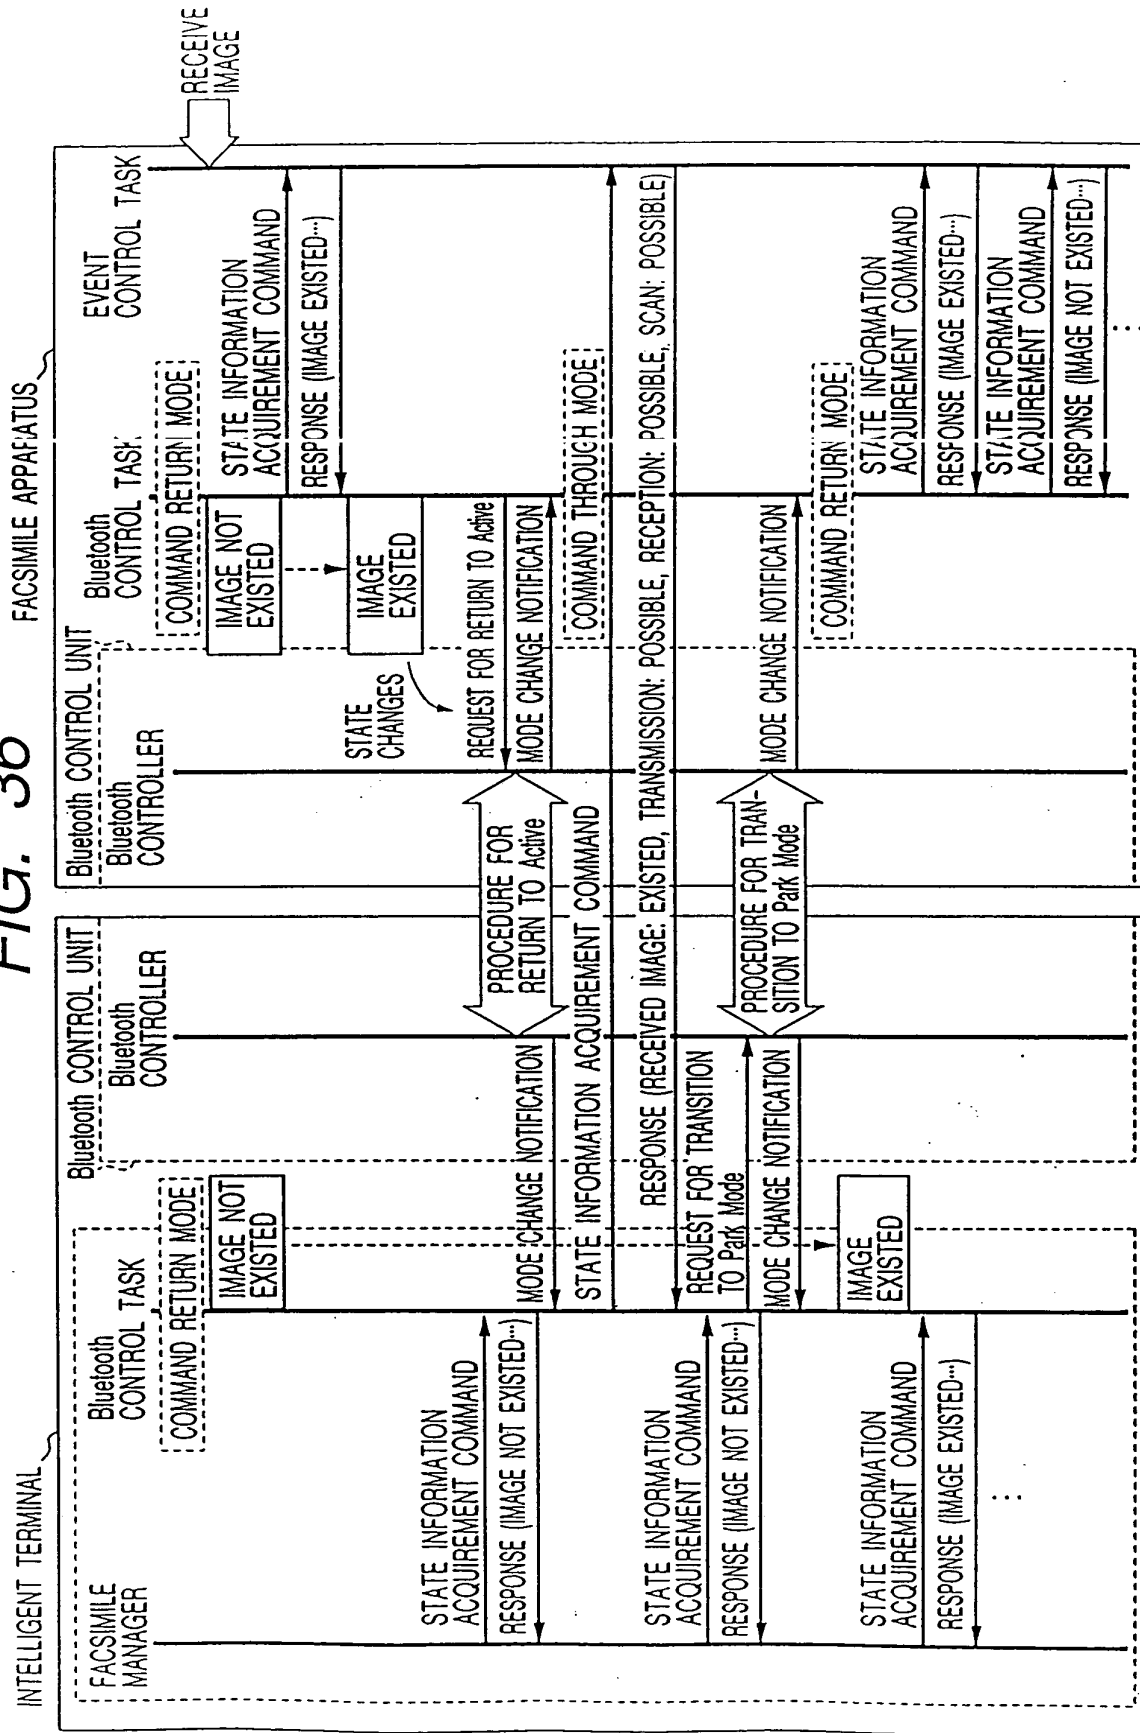 FIG. 36
INTELLIGENT TERMINAL
FACSIMILE APPARATUS
FACSIMILE
MANAGER
Bluetooth
CONTROL TASK
Bluetooth CONTROL UNIT
Bluetooth
CONTROLLER
Bluetooth CONTROL UNIT
Bluetooth
CONTROLLER
Bluetooth
CONTROL TASK
EVENT
CONTROL TASK
COMMAND RETURN MODE
COMMAND RETURN MODE
RECEIVE
IMAGE
IMAGE NOT
EXISTED
IMAGE NOT
EXISTED
STATE INFORMATION
ACQUIREMENT COMMAND
RESPONSE (IMAGE EXISTED···)
IMAGE
EXISTED
STATE
CHANGES
STATE INFORMATION
ACQUIREMENT COMMAND
RESPONSE (IMAGE NOT EXISTED···)
REQUEST FOR RETURN TO Active
PROCEDURE FOR
RETURN TO Active
MODE CHANGE NOTIFICATION
MODE CHANGE NOTIFICATION
COMMAND THROUGH MODE
STATE INFORMATION ACQUIREMENT COMMAND
RESPONSE (RECEIVED IMAGE: EXISTED, TRANSMISSION: POSSIBLE, RECEPTION: POSSIBLE, SCAN: POSSIBLE)
STATE INFORMATION
ACQUIREMENT COMMAND
RESPONSE (IMAGE NOT EXISTED···)
REQUEST FOR TRANSITION
TO Park Mode
PROCEDURE FOR TRAN-
SITION TO Park Mode
MODE CHANGE NOTIFICATION
MODE CHANGE NOTIFICATION
COMMAND RETURN MODE
IMAGE
EXISTED
STATE INFORMATION
ACQUIREMENT COMMAND
RESPONSE (IMAGE EXISTED···)
STATE INFORMATION
ACQUIREMENT COMMAND
RESPONSE (IMAGE EXISTED···)
STATE INFORMATION
ACQUIREMENT COMMAND
RESPONSE (IMAGE NOT EXISTED···)